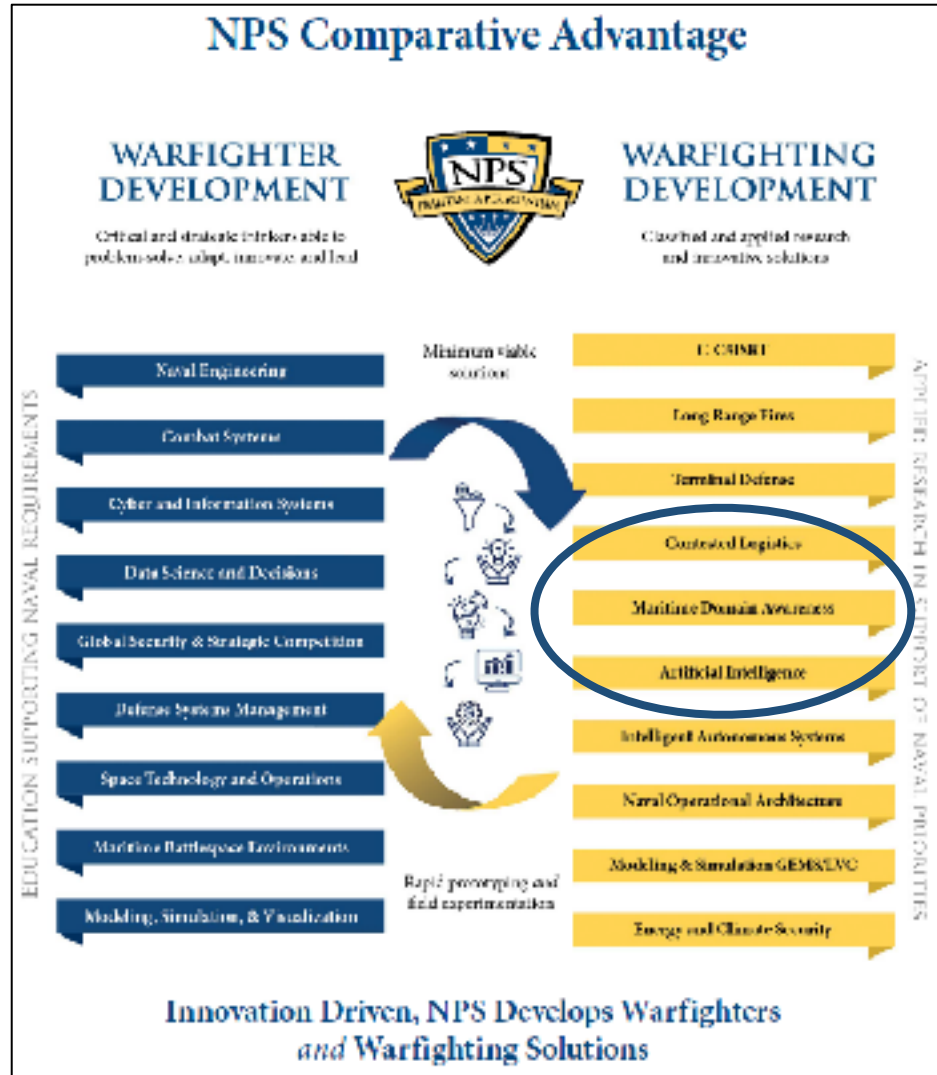 NPS Comparative Advantage
WARFIGHTER
DEVELOPMENT
Critical and strategic thinkers able to
problem-solve, adapt, innovate, and lead
NPS
WARFIGHTING
DEVELOPMENT
Classified and applied research
and innovative solutions
EDUCATION SUPPORTING NAVAL REQUIREMENTS
Naval Engineering
Combat Systems
Cyber and Information Systems
Data Science and Decisions
Global Security & Strategic Competition
Defense Systems Management
Space Technology and Operations
Maritime Battlespace Environments
Modeling, Simulation, & Visualization
Minimum viable
solutions
Rapid prototyping and
field experimentation
Long Range Fires
Terminal Defense
Contested Logistics
Maritime Domain Awareness
Artificial Intelligence
Intelligent Autonomous Systems
Naval Operational Architecture
Modeling & Simulation GEMS/LVC
Energy and Climate Security
APPLIED RESEARCH IN SUPPORT OF NAVAL PRIORITIES
Innovation Driven, NPS Develops Warfighters
and Warfighting Solutions